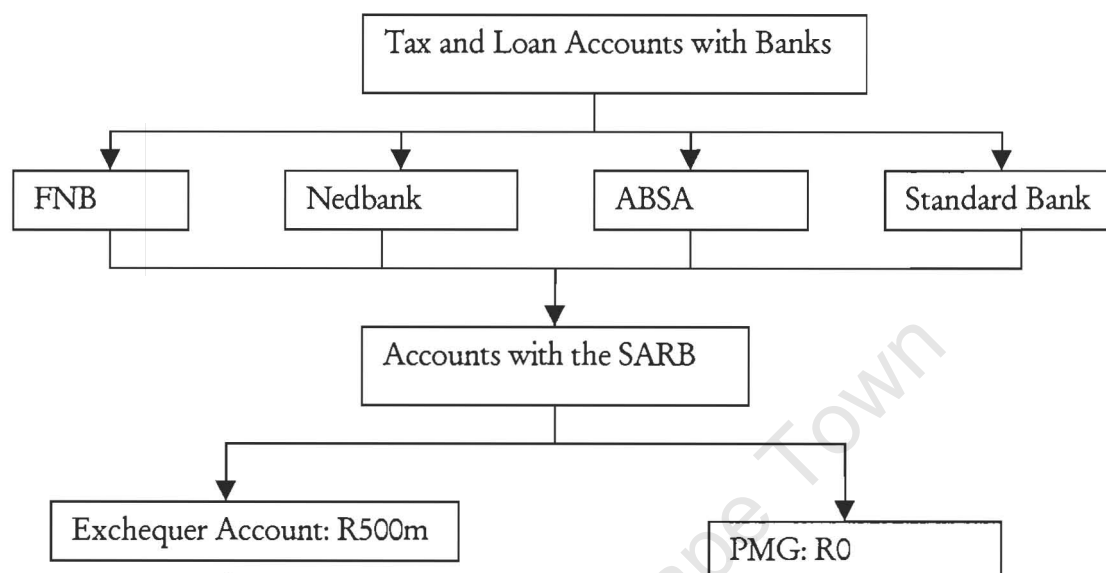 Tax and Loan Accounts with Banks
FNB
Nedbank
ABSA
Standard Bank
Accounts with the SARB
Exchequer Account: R500m
PMG: R0
Town